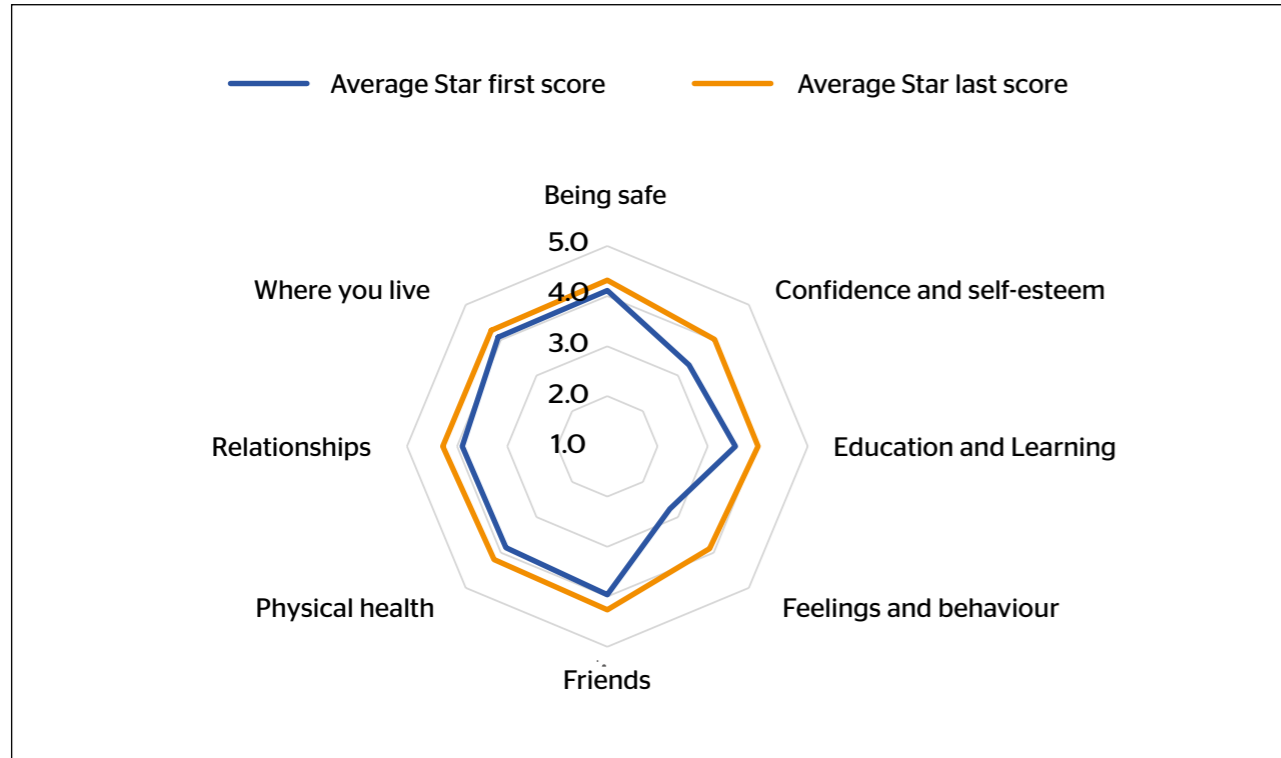 Average Star first score
Average Star last score
Being safe
5.0
Where you live
4.0
Confidence and self-esteem
3.0
2.0
Relationships
1.0
Education and Learning
Physical health
Feelings and behaviour
Friends